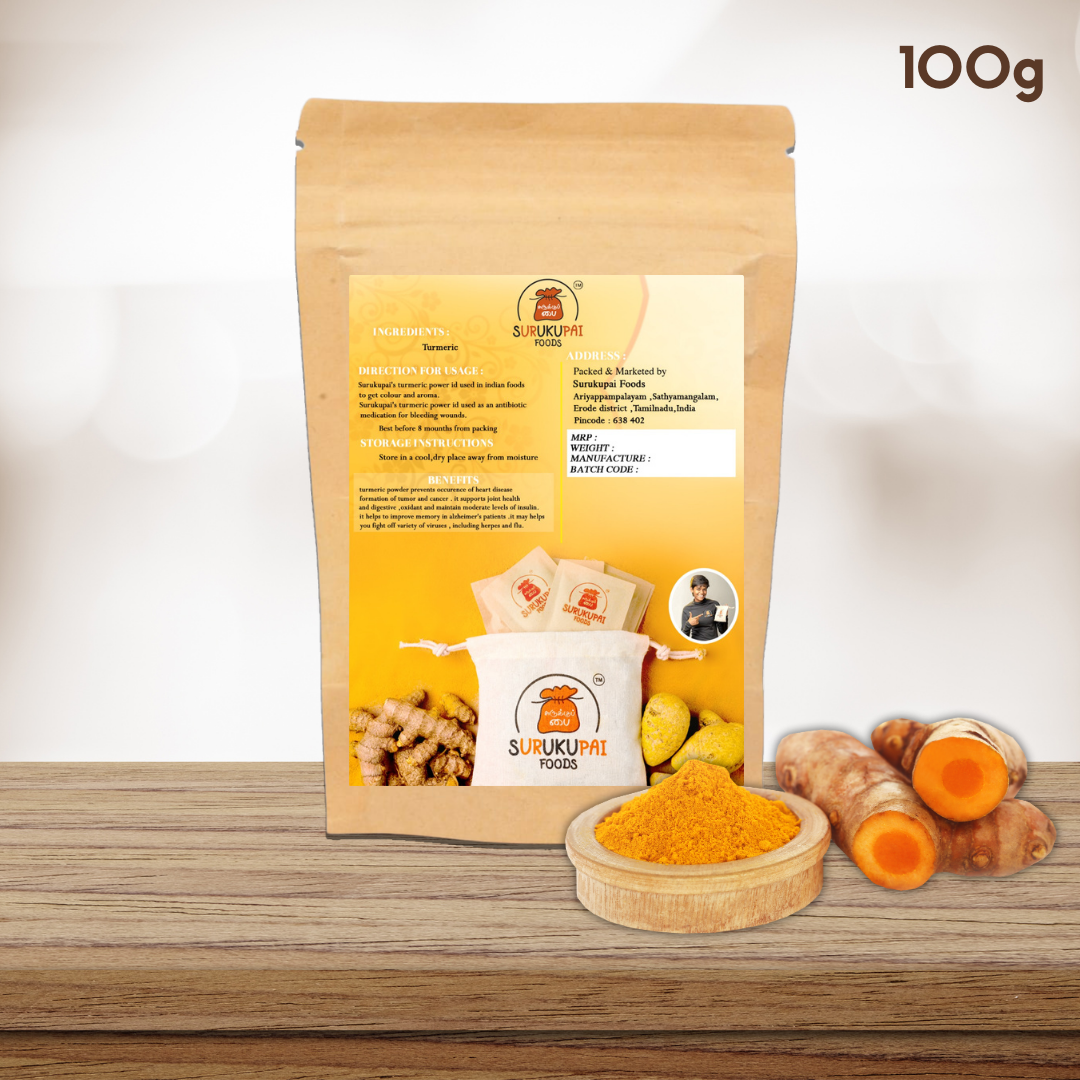 100g
சுருக்குப்
பை
TM
SURUKUPAI
FOODS
INGREDIENTS :
Turmeric
DIRECTION FOR USAGE :
Surukupai's turmeric power id used in indian foods
to get colour and aroma.
Surukupai's turmeric power id used as an antibiotic
medication for bleeding wounds.
Best before 8 mounths from packing
STORAGE INSTRUCTIONS
Store in a cool,dry place away from moisture
BENEFITS
turmeric powder prevents occurence of heart disease
formation of tumor and cancer . it supports joint health
and digestive ,oxidant and maintain moderate levels of insulin.
it helps to improve memory in alzheimer's patients .it may helps
you fight off variety of viruses , including herpes and flu.
ADDRESS :
Packed & Marketed by
Surukupai Foods
Ariyappampalayam ,Sathyamangalam,
Erode district ,Tamilnadu,India
Pincode : 638 402
MRP :
WEIGHT :
MANUFACTURE :
BATCH CODE :
SURUKUPAI
FOODS
SURUKUPAI
FOODS
TM
சுருக்குப்
பை
SURUKUPAI
FOODS